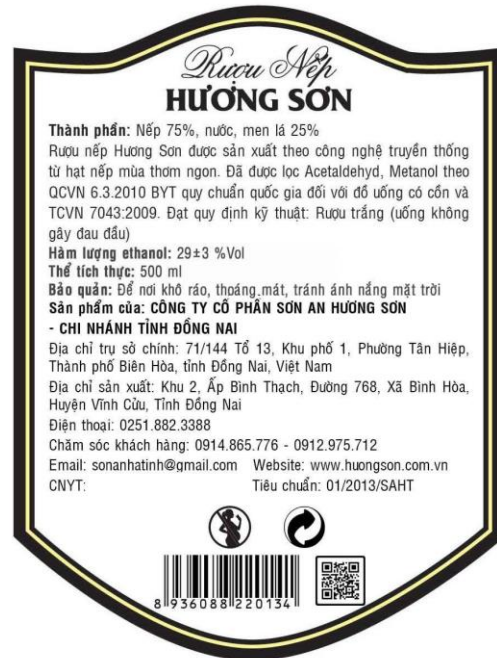 Rượu Nếp
HƯƠNG SƠN
Thành phần: Nếp 75%, nước, men lá 25%
Rượu nếp Hương Sơn được sản xuất theo công nghệ truyền thống
từ hạt nếp mùa thơm ngon. Đã được lọc Acetaldehyd, Metanol theo
QCVN 6.3.2010 BYT quy chuẩn quốc gia đối với đồ uống có cồn và
TCVN 7043:2009. Đạt quy định kỹ thuật: Rượu trắng (uống không
gây đau đầu)
Hàm lượng ethanol: 29±3 %Vol
Thể tích thực: 500 ml
Bảo quản: Để nơi khô ráo, thoáng mát, tránh ánh nắng mặt trời
Sản phẩm của: CÔNG TY CỔ PHẦN SƠN AN HƯƠNG SƠN
- CHI NHÁNH TỈNH ĐỒNG NAI
Địa chỉ trụ sở chính: 71/144 Tổ 13, Khu phố 1, Phường Tân Hiệp,
Thành phố Biên Hòa, tỉnh Đồng Nai, Việt Nam
Địa chỉ sản xuất: Khu 2, Ấp Bình Thạch, Đường 768, Xã Bình Hòa,
Huyện Vĩnh Cửu, Tỉnh Đồng Nai
Điện thoại: 0251.882.3388
Chăm sóc khách hàng: 0914.865.776 - 0912.975.712
Email: sonanhatinh@gmail.com Website: www.huongson.com.vn
CNYT: Tiêu chuẩn: 01/2013/SAHT
8 936088 220134